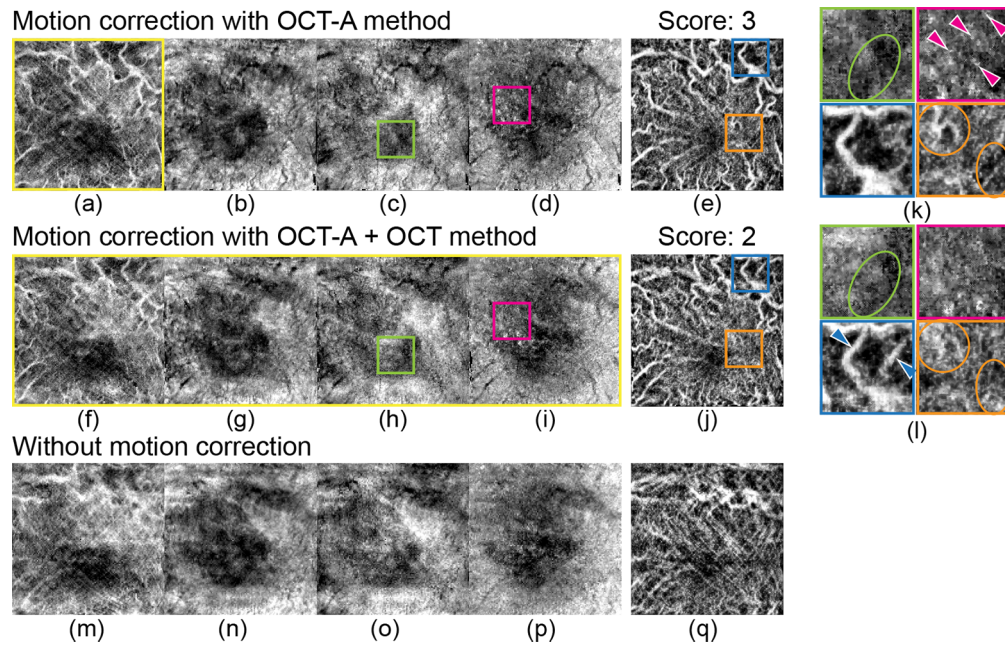 Motion correction with OCT-A method
Score: 3
(a)
(b)
(c)
(d)
(e)
(k)
Motion correction with OCT-A + OCT method
Score: 2
(f)
(g)
(h)
(i)
(j)
(l)
Without motion correction
(m)
(n)
(o)
(p)
(q)